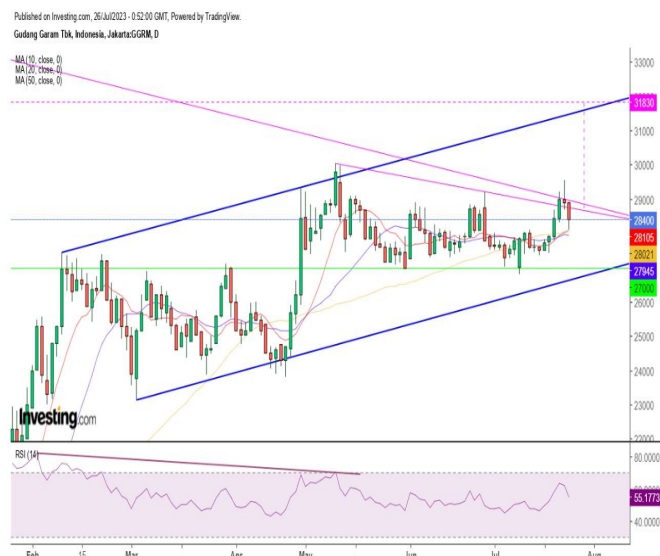 Published on Investing.com, 26/Jul/2023 - 0:52:00 GMT, Powered by TradingView.
Gudang Garam Tbk, Indonesia, Jakarta:GGRM, D
MA (10, close, 0)
MA (20, close, 0)
MA (50, close, 0)
33000
31830
31000
30000
29000
28400
28105
28021
27945
27000
26000
25000
24000
23000
22000
Investing.com
RSI (14)
80.0000
55.1773
40.0000
Feb 15 Mar Apr May Jun Jul Aug